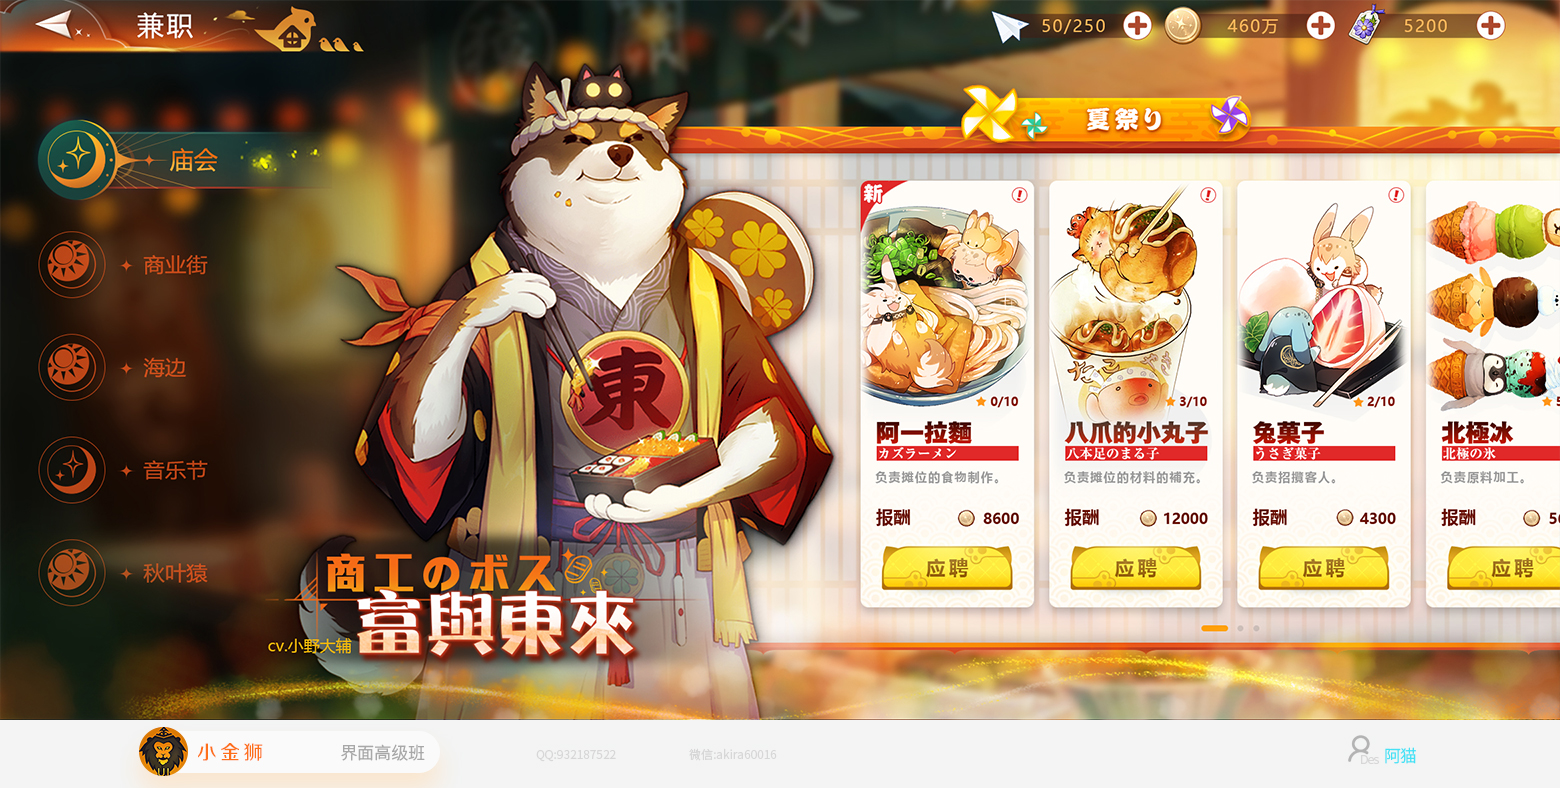 兼职
50/250
460万
5200
夏祭り
庙会
商业街
海边
音乐节
秋叶猿
東
商工のボス
富與東來
cv.小野大辅
新
0/10
阿一拉麵
カズラーメン
负责摊位的食物制作。
报酬 8600
应聘
たこやき
3/10
八爪的小丸子
八本足のまる子
负责摊位的材料的補充。
报酬 12000
应聘
2/10
兔菓子
うさぎ菓子
负责招攬客人。
报酬 4300
应聘
北極冰
北極の氷
负责原料加工。
报酬
应聘
小金狮
界面高级班
QQ:932187522
微信:akira60016
Des 阿猫